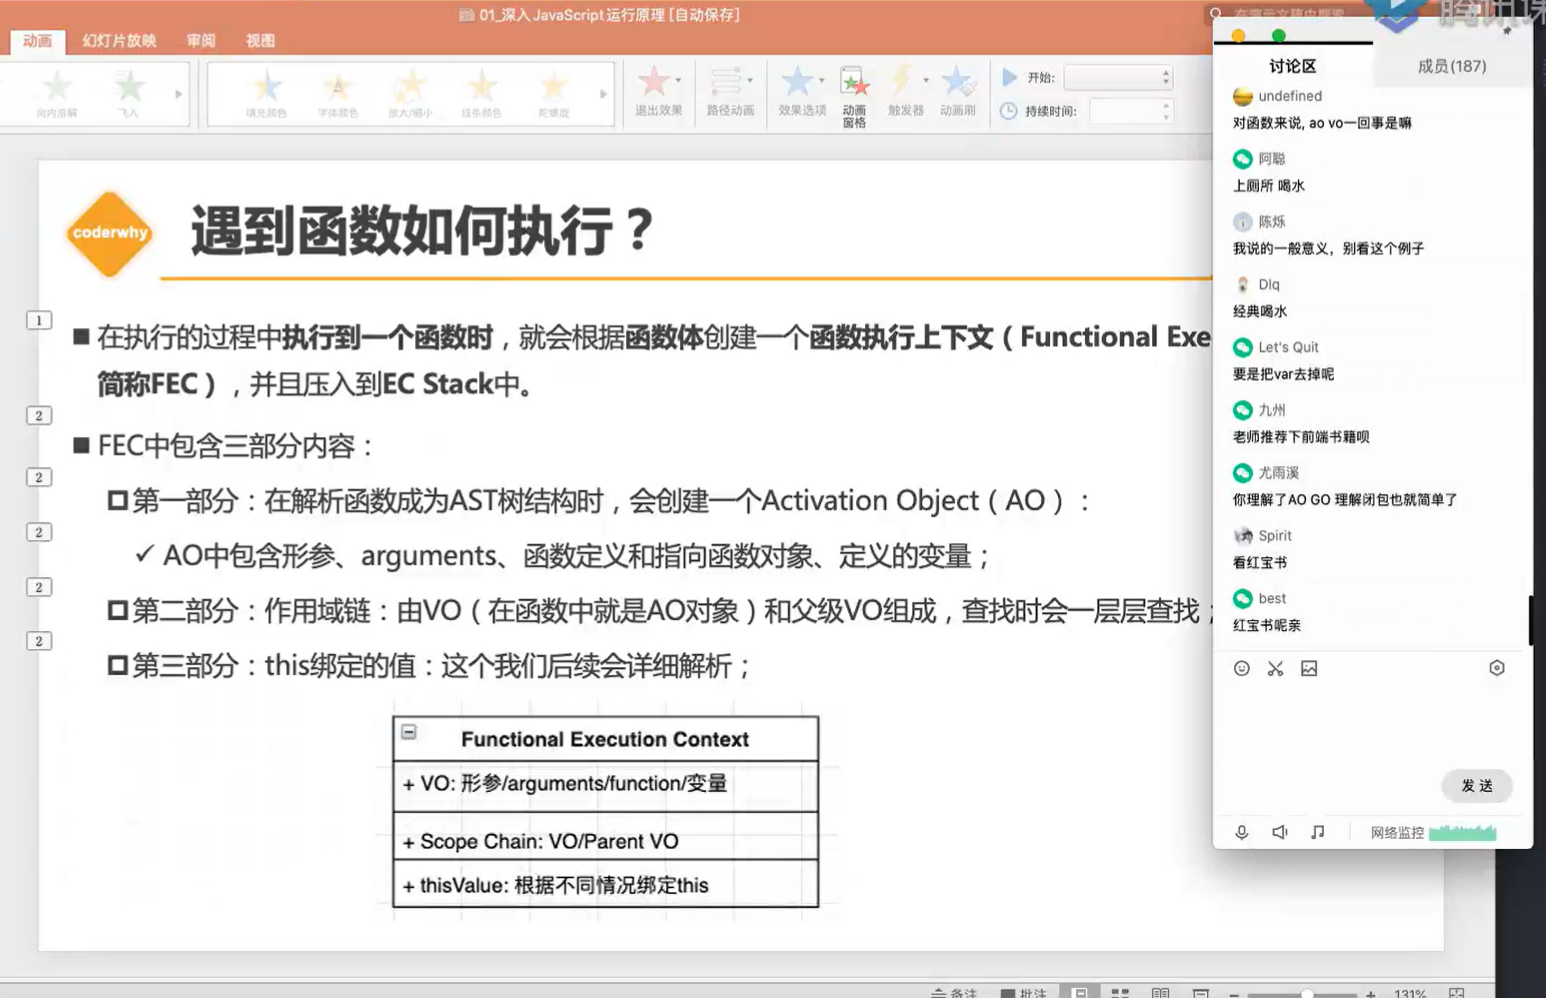 01_深入JavaScript运行原理 [自动保存]
动画 幻灯片放映 审阅 视图
向内溶解 飞入 填充颜色 字体颜色 放大/缩小... 线条颜色 陀螺旋 退出效果 路径动画 效果选项 动画窗格 触发器 动画刷
开始:
持续时间:
coderwhy
遇到函数如何执行？
1
■ 在执行的过程中执行到一个函数时，就会根据函数体创建一个函数执行上下文（Functional Exe
简称FEC），并且压入到EC Stack中。
2
■ FEC中包含三部分内容：
2
第一部分：在解析函数成为AST树结构时，会创建一个Activation Object（AO）：
2
✓ AO中包含形参、arguments、函数定义和指向函数对象、定义的变量；
2
第二部分：作用域链：由VO（在函数中就是AO对象）和父级VO组成，查找时会一层层查找；
2
第三部分：this绑定的值：这个我们后续会详细解析；
Functional Execution Context
+ VO: 形参/arguments/function/变量
+ Scope Chain: VO/Parent VO
+ thisValue: 根据不同情况绑定this
讨论区 成员(187)
undefined
对函数来说, ao vo一回事是嘛
阿聪
上厕所 喝水
陈烁
我说的一般意义，别看这个例子
Dlq
经典喝水
Let's Quit
要是把var去掉呢
九州
老师推荐下前端书籍呗
尤雨溪
你理解了AO GO 理解闭包也就简单了
Spirit
看红宝书
best
红宝书呢亲
发 送
网络监控
备注 批注 131%